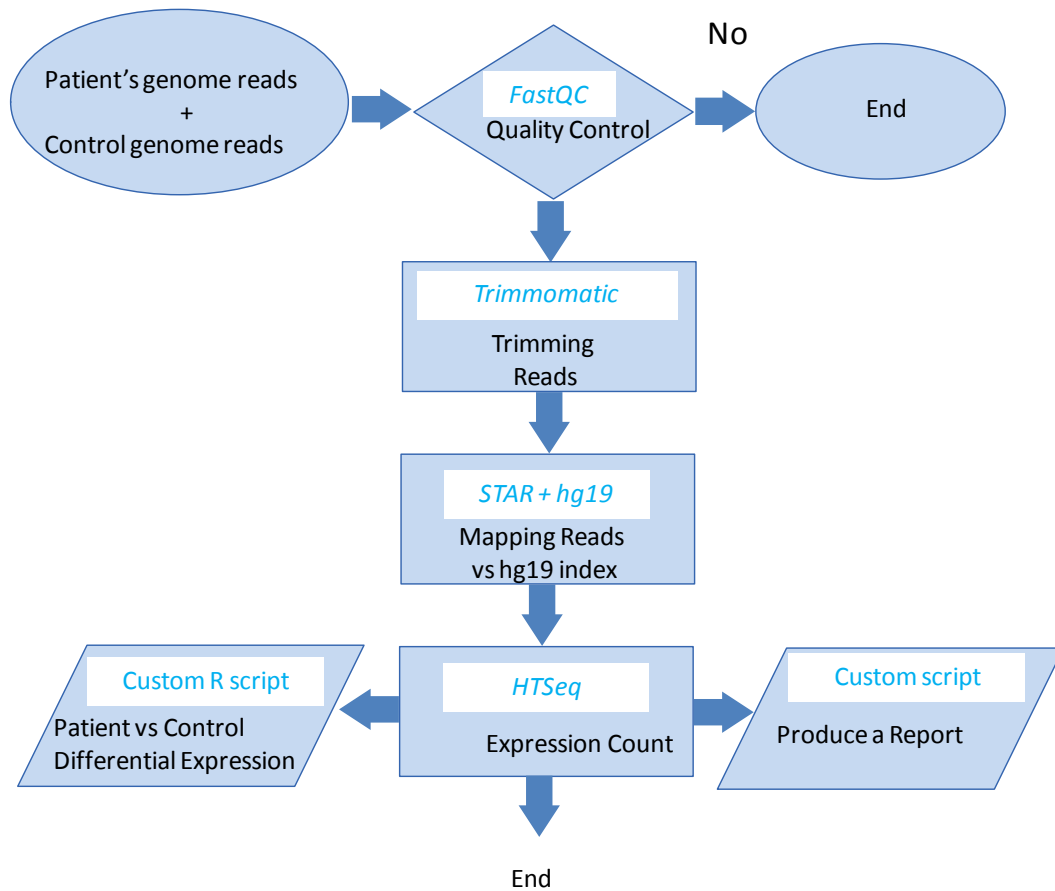 Patient's genome reads
+
Control genome reads
FastQC
Quality Control
No
End
Trimmomatic
Trimming
Reads
STAR + hg19
Mapping Reads
vs hg19 index
Custom R script
Patient vs Control
Differential Expression
HTSeq
Expression Count
Custom script
Produce a Report
End